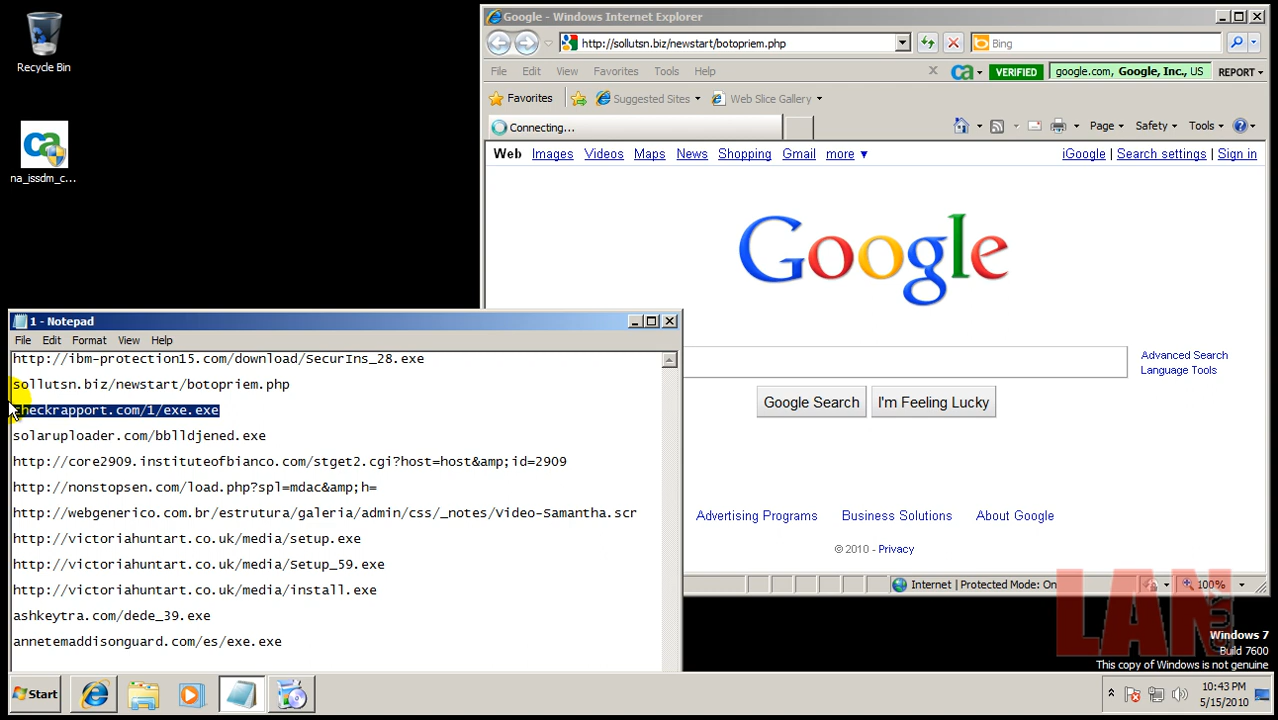 Recycle Bin
na_issdm_c...
Google - Windows Internet Explorer
http://sollutsn.biz/newstart/botopriem.php
Bing
File Edit View Favorites Tools Help
ca VERIFIED google.com, Google, Inc., US REPORT
Favorites Suggested Sites Web Slice Gallery
Connecting...
Page Safety Tools
Web Images Videos Maps News Shopping Gmail more ▼
iGoogle | Search settings | Sign in
Google
Advanced Search
Language Tools
Google Search I'm Feeling Lucky
Advertising Programs Business Solutions About Google
© 2010 - Privacy
Internet | Protected Mode: On
100%
1 - Notepad
File Edit Format View Help
http://ibm-protection15.com/download/SecurIns_28.exe
sollutsn.biz/newstart/botopriem.php
checkrapport.com/1/exe.exe
solaruploader.com/bblldjened.exe
http://core2909.instituteofbianco.com/stget2.cgi?host=host&amp;id=2909
http://nonstopsen.com/load.php?spl=mdac&amp;h=
http://webgenerico.com.br/estrutura/galeria/admin/css/_notes/Video-Samantha.scr
http://victoriahuntart.co.uk/media/setup.exe
http://victoriahuntart.co.uk/media/Setup_59.exe
http://victoriahuntart.co.uk/media/install.exe
ashkeytra.com/dede_39.exe
annetemaddisonguard.com/es/exe.exe
LAN
Windows 7
Build 7600
This copy of Windows is not genuine
Start
10:43 PM
5/15/2010